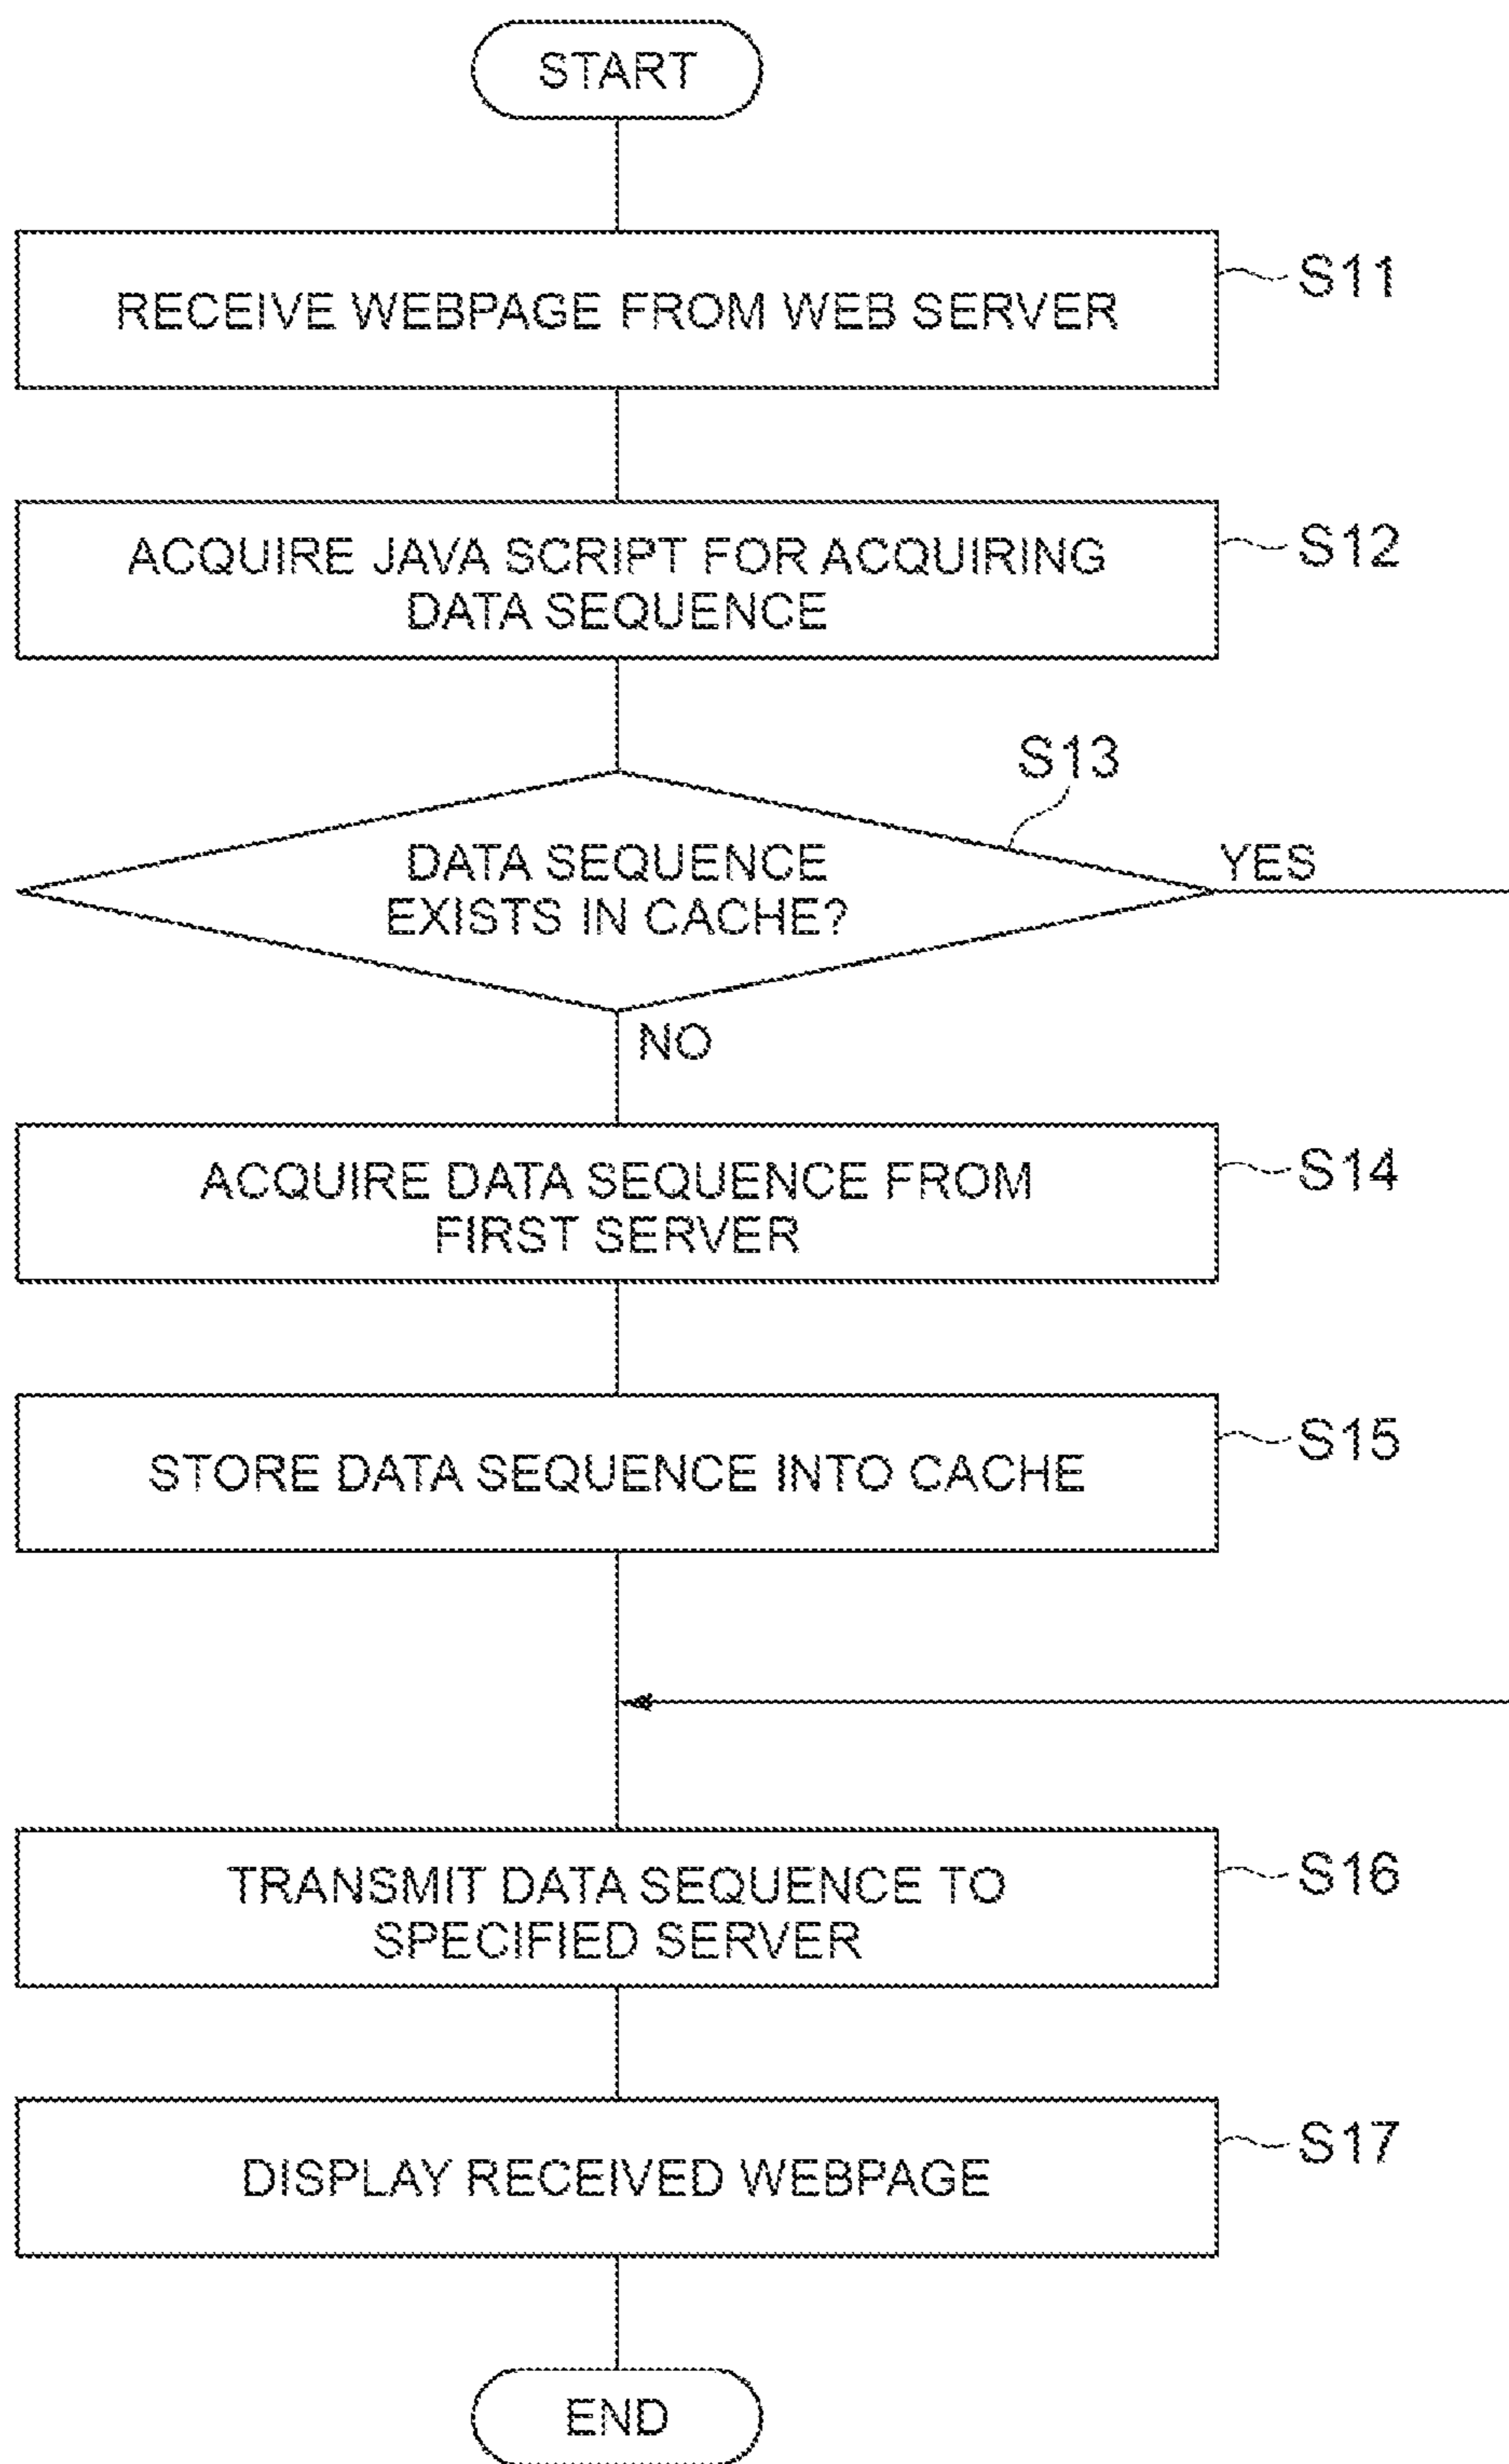 START
RECEIVE WEBPAGE FROM WEB SERVER
S11
ACQUIRE JAVA SCRIPT FOR ACQUIRING
DATA SEQUENCE
S12
S13
DATA SEQUENCE
EXISTS IN CACHE?
YES
NO
ACQUIRE DATA SEQUENCE FROM
FIRST SERVER
S14
STORE DATA SEQUENCE INTO CACHE
S15
TRANSMIT DATA SEQUENCE TO
SPECIFIED SERVER
S16
DISPLAY RECEIVED WEBPAGE
S17
END